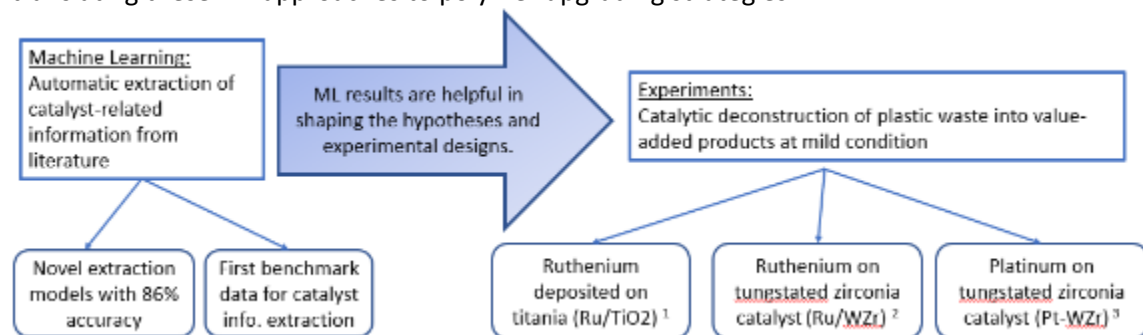 Machine Learning:
Automatic extraction of
catalyst-related
information from
literature
ML results are helpful in
shaping the hypotheses and
experimental designs.
Experiments:
Catalytic deconstruction of plastic waste into value-
added products at mild condition
Novel extraction
models with 86%
accuracy
First benchmark
data for catalyst
info. extraction
Ruthenium
deposited on
titania (Ru/TiO2) 1
Ruthenium on
tungstated zirconia
catalyst (Ru/WZr) 2
Platinum on
tungstated zirconia
catalyst (Pt-WZr) 3